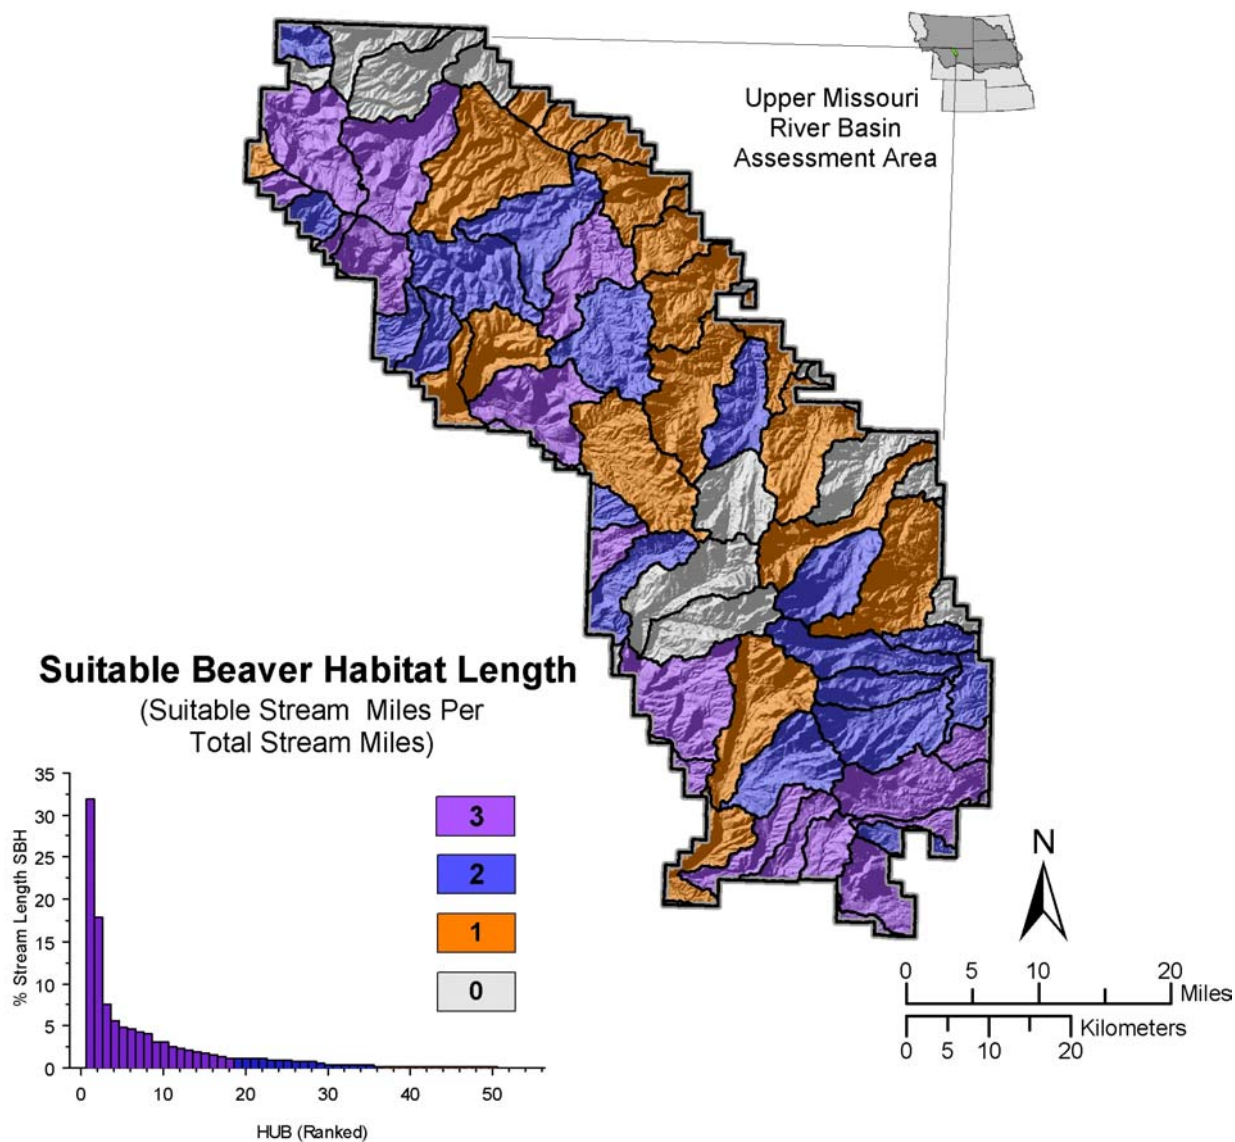 Upper Missouri
River Basin
Assessment Area
Suitable Beaver Habitat Length
(Suitable Stream Miles Per
Total Stream Miles)
35
30
25
20
15
10
5
0
% Stream Length SBH
0 10 20 30 40 50
HUB (Ranked)
3
2
1
0
N
0 5 10 20
Miles
Kilometers
0 5 10 20